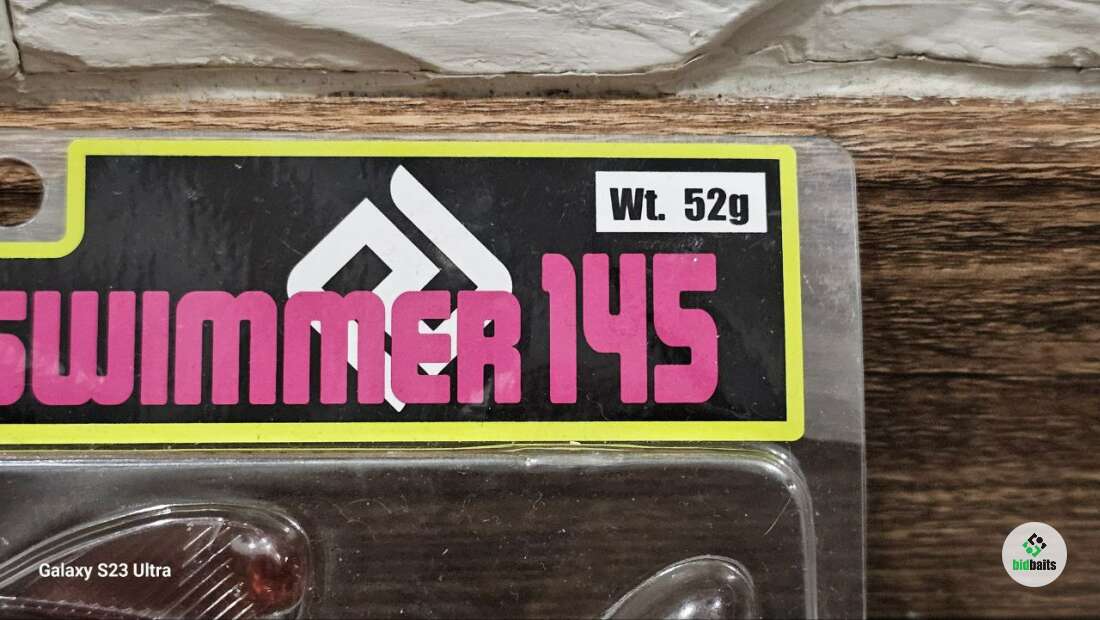 Wt. 52g
SWIMMER 145
Galaxy S23 Ultra
bidbaits